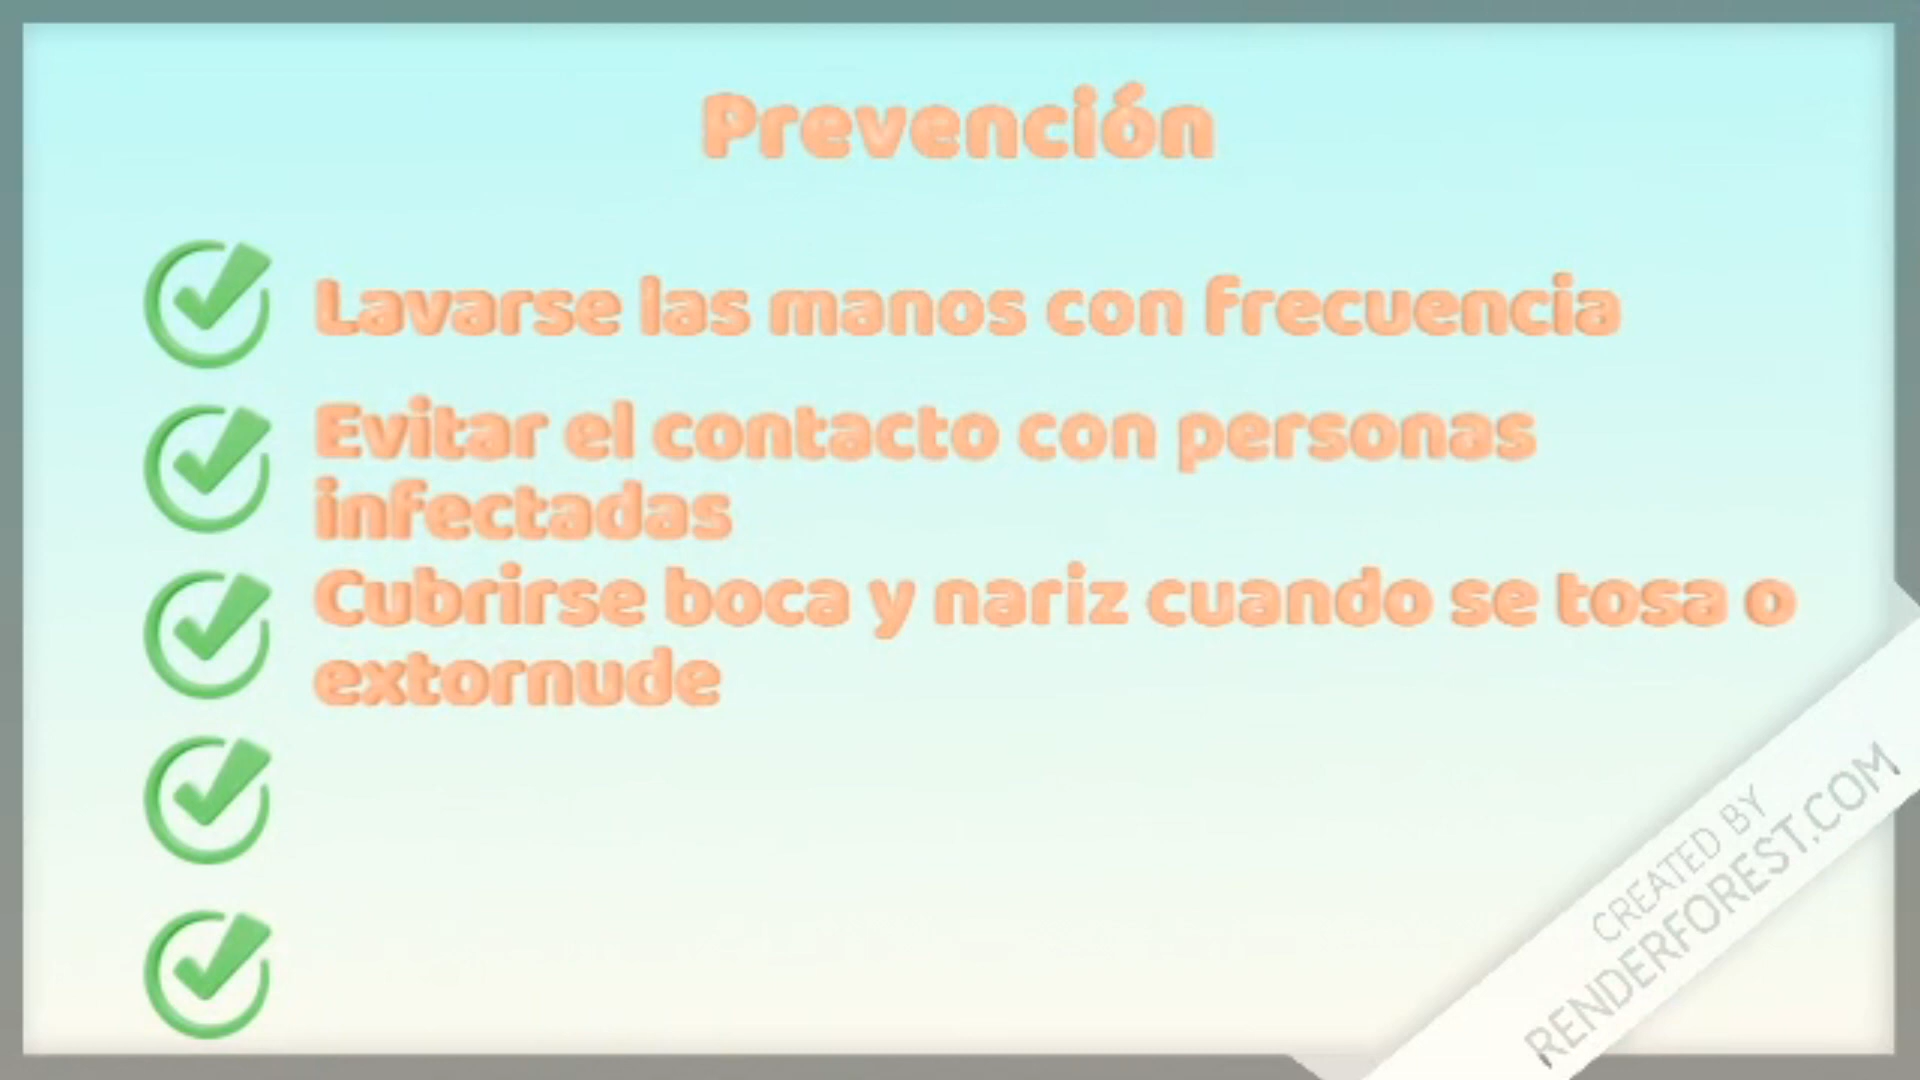 Prevención
Lavarse las manos con frecuencia
Evitar el contacto con personas
infectadas
Cubrirse boca y nariz cuando se tosa o
extornude
CREATED BY
RENDERFOREST.COM